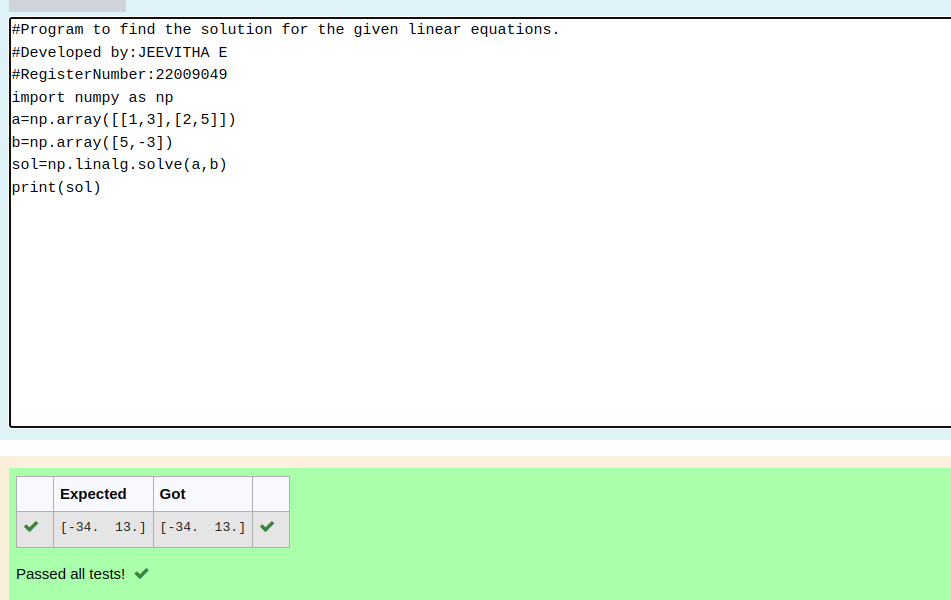 #Program to find the solution for the given linear equations.
#Developed by:JEEVITHA E
#RegisterNumber:22009049
import numpy as np
a=np.array([[1,3],[2,5]])
b=np.array([5,-3])
sol=np.linalg.solve(a,b)
print(sol)
Expected Got
[-34.  13.] [-34.  13.]
Passed all tests!